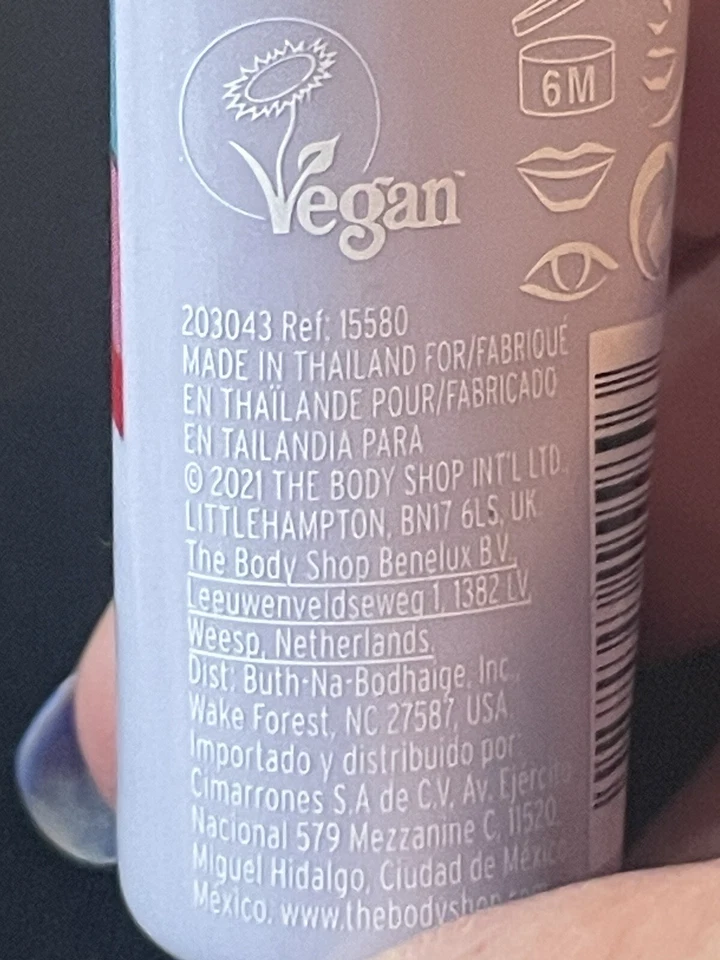 6M
Vegan™
203043 Ref: 15580
MADE IN THAILAND FOR/FABRIQUÉ
EN THAÏLANDE POUR/FABRICADO
EN TAILANDIA PARA
© 2021 THE BODY SHOP INT'L LTD.,
LITTLEHAMPTON, BN17 6LS, UK.
The Body Shop Benelux B.V.,
Leeuwenveldseweg 1, 1382 LV
Weesp, Netherlands.
Dist: Buth-Na-Bodhaige, Inc.,
Wake Forest, NC 27587, USA
Importado y distribuido por:
Cimarrones S.A de C.V. Av. Ejército
Nacional 579 Mezzanine C, 11520,
Miguel Hidalgo, Ciudad de México
México. www.thebodyshop.com